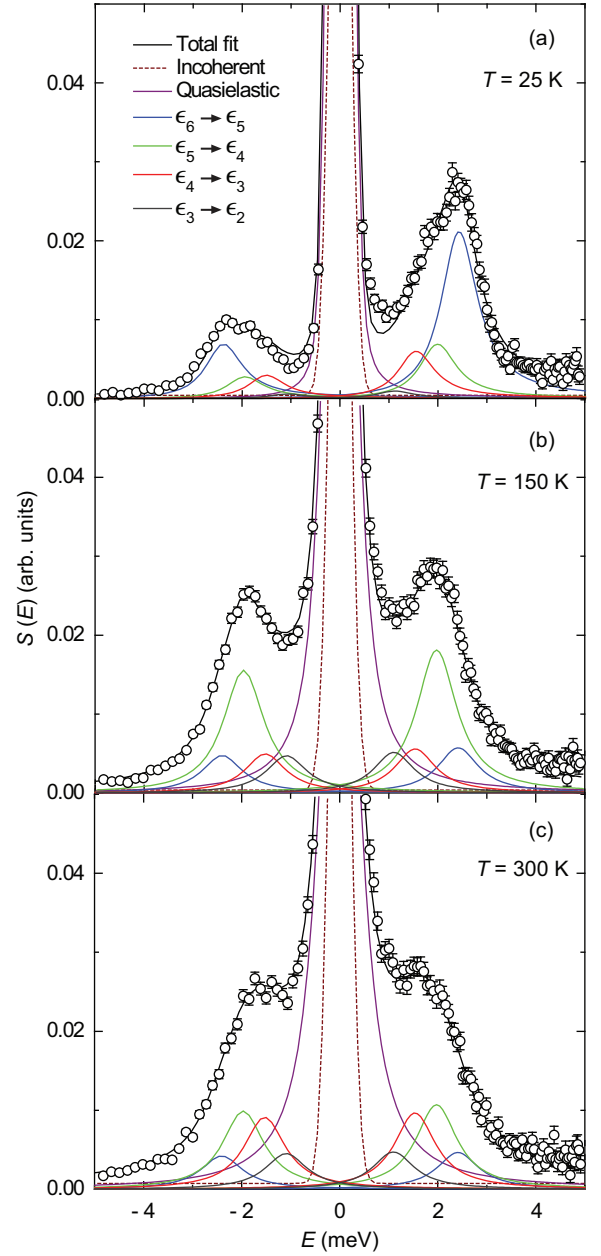 (a)
T = 25 K
Total fit
Incoherent
Quasielastic
ϵ6 → ϵ5
ϵ5 → ϵ4
ϵ4 → ϵ3
ϵ3 → ϵ2
0.04
0.02
0.00
(b)
T = 150 K
0.04
0.02
0.00
S (E) (arb. units)
(c)
T = 300 K
0.04
0.02
0.00
- 4 - 2 0 2 4
E (meV)